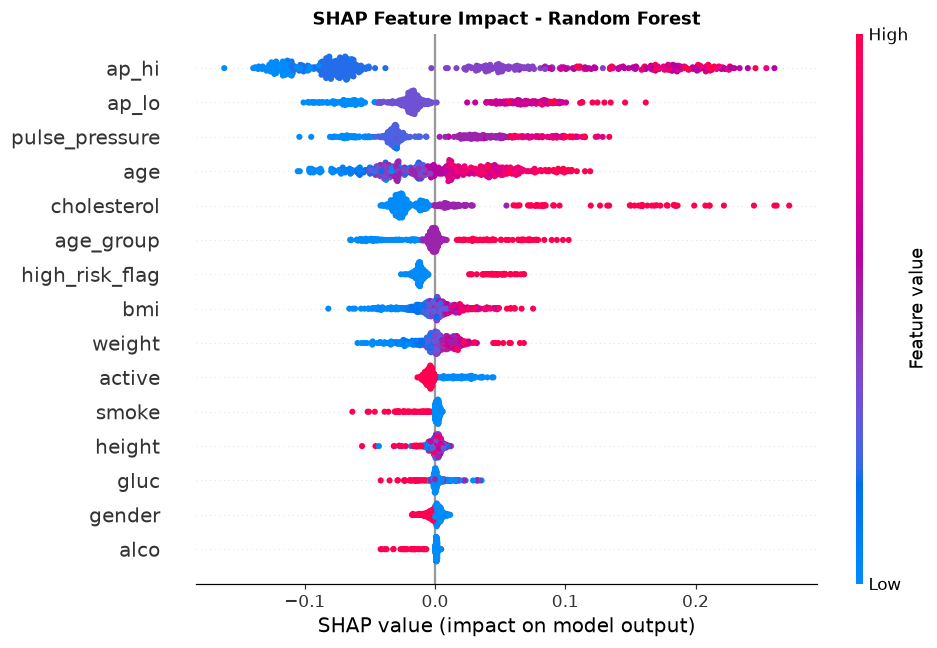 SHAP Feature Impact - Random Forest
High
ap_hi
ap_lo
pulse_pressure
age
cholesterol
age_group
high_risk_flag
bmi
weight
active
smoke
height
gluc
gender
alco
Feature value
Low
−0.1 0.0 0.1 0.2
SHAP value (impact on model output)